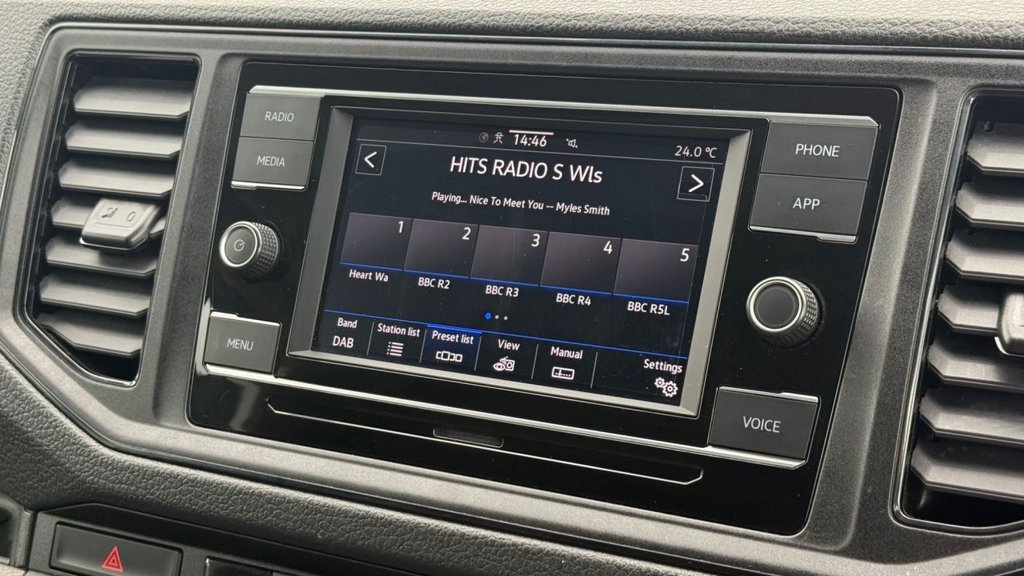 RADIO
MEDIA
MENU
14:46
24.0 °C
<
HITS RADIO S Wls
>
Playing... Nice To Meet You -- Myles Smith
1 2 3 4 5
Heart Wa BBC R2 BBC R3 BBC R4 BBC R5L
Band Station list Preset list View Manual Settings
DAB
PHONE
APP
VOICE
0